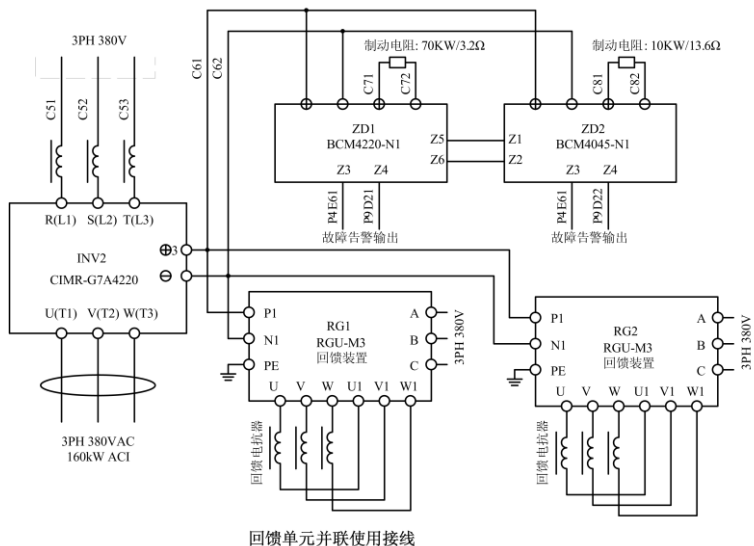 3PH 380V
C51
C52
C53
C61
C62
制动电阻: 70KW/3.2Ω
C71
C72
制动电阻: 10KW/13.6Ω
C81
C82
ZD1
BCM4220-N1
Z5
Z6
Z3
Z4
P4E61
P9D21
故障告警输出
ZD2
BCM4045-N1
Z1
Z2
Z3
Z4
P4E61
P9D22
故障告警输出
R(L1) S(L2) T(L3)
3
INV2
CIMR-G7A4220
U(T1) V(T2) W(T3)
3PH 380VAC
160kW ACI
P1
N1
PE
RG1
RGU-M3
回馈装置
A
B
C
3PH 380V
U V W U1 V1 W1
回馈电抗器
P1
N1
PE
RG2
RGU-M3
回馈装置
A
B
C
3PH 380V
U V W U1 V1 W1
回馈电抗器
回馈单元并联使用接线